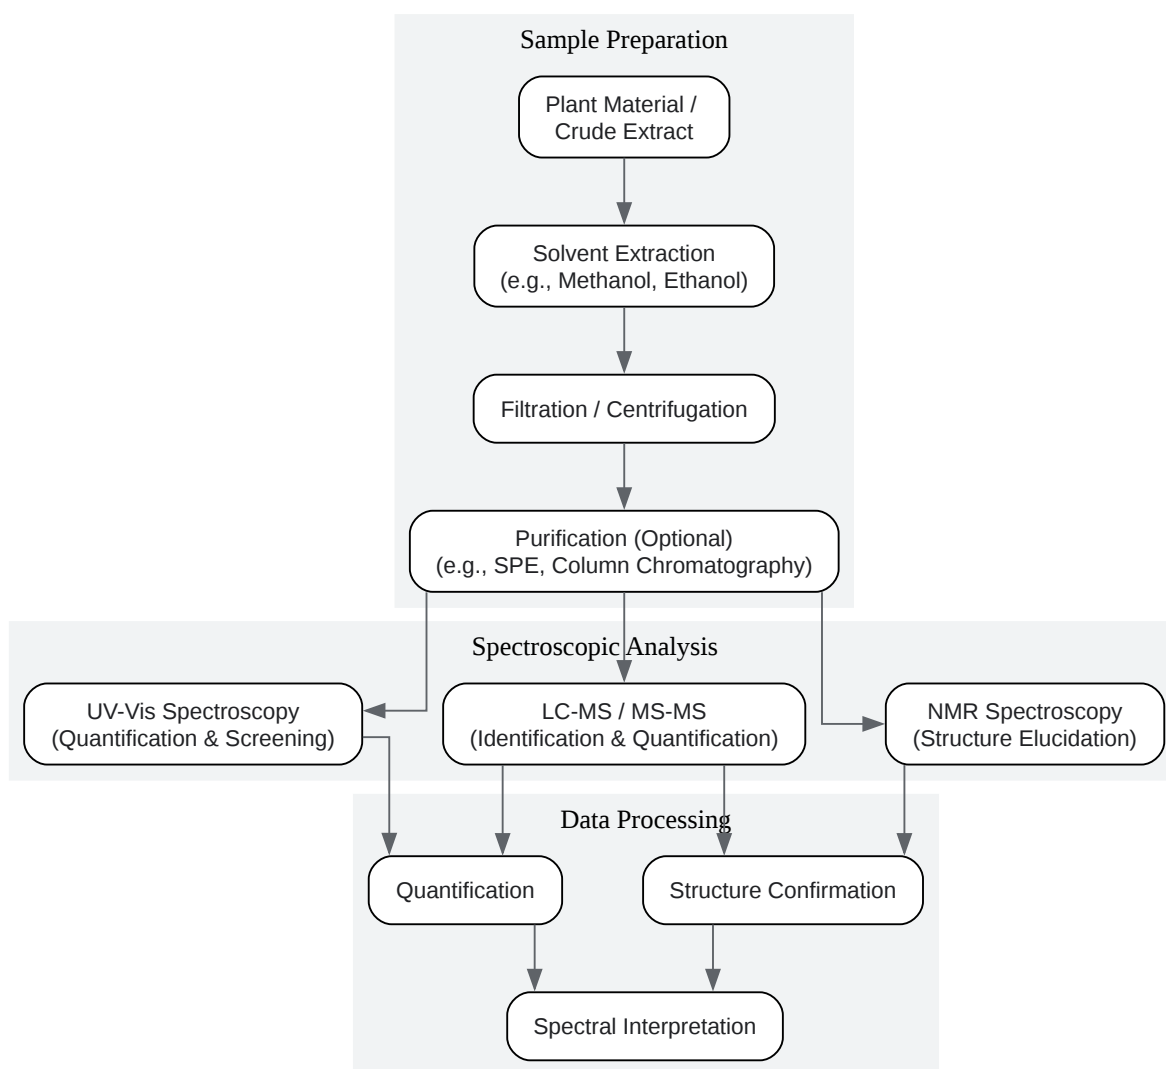 Sample Preparation
Plant Material /
Crude Extract
Solvent Extraction
(e.g., Methanol, Ethanol)
Filtration / Centrifugation
Purification (Optional)
(e.g., SPE, Column Chromatography)
Spectroscopic Analysis
UV-Vis Spectroscopy
(Quantification & Screening)
LC-MS / MS-MS
(Identification & Quantification)
NMR Spectroscopy
(Structure Elucidation)
Data Processing
Quantification
Structure Confirmation
Spectral Interpretation